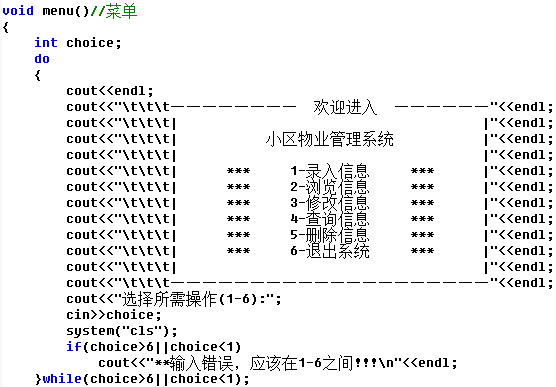 void menu()//菜单
{
    int choice;
    do
    {
        cout<<endl;
        cout<<"\t\t\t－－－－－－－－ 欢迎进入 －－－－－－"<<endl;
        cout<<"\t\t\t|                                      |"<<endl;
        cout<<"\t\t\t|           小区物业管理系统           |"<<endl;
        cout<<"\t\t\t|                                      |"<<endl;
        cout<<"\t\t\t|      ***     1-录入信息     ***      |"<<endl;
        cout<<"\t\t\t|      ***     2-浏览信息     ***      |"<<endl;
        cout<<"\t\t\t|      ***     3-修改信息     ***      |"<<endl;
        cout<<"\t\t\t|      ***     4-查询信息     ***      |"<<endl;
        cout<<"\t\t\t|      ***     5-删除信息     ***      |"<<endl;
        cout<<"\t\t\t|      ***     6-退出系统     ***      |"<<endl;
        cout<<"\t\t\t|                                      |"<<endl;
        cout<<"\t\t\t－－－－－－－－－－－－－－－－－－－－"<<endl;
        cout<<"选择所需操作(1-6):";
        cin>>choice;
        system("cls");
        if(choice>6||choice<1)
            cout<<"**输入错误，应该在1-6之间!!!\n"<<endl;
    }while(choice>6||choice<1);